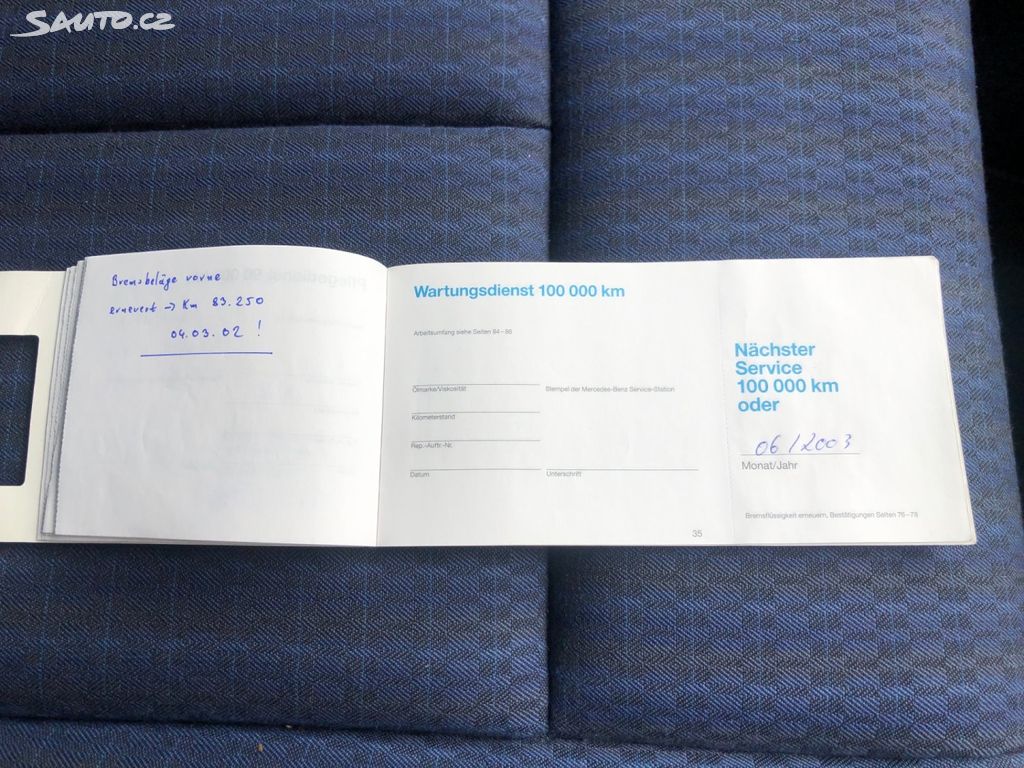 SAUTO.CZ
Bremsbeläge vorne
erneuert → Km 83.250
04.03.02 !
Wartungsdienst 100 000 km
Arbeitsumfang siehe Seiten 84–86
Ölmarke/Viskosität
Stempel der Mercedes-Benz Service-Station
Kilometerstand
Rep.-Auftr.-Nr.
Datum
Unterschrift
35
Nächster
Service
100 000 km
oder
06/2003
Monat/Jahr
Bremsflüssigkeit erneuern, Bestätigungen Seiten 76–78